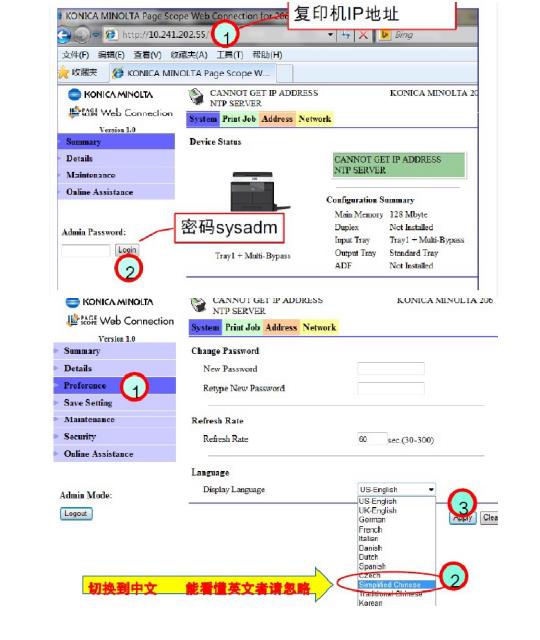 KONICA MINOLTA Page Scope Web Connection for 206
复印机IP地址
1
http://10.241.202.55/
Bing
文件(F) 编辑(E) 查看(V) 收藏夹(A) 工具(T) 帮助(H)
收藏夹 KONICA MINOLTA Page Scope W...
KONICA MINOLTA
CANNOT GET IP ADDRESS
NTP SERVER
KONICA MINOLTA 20
PAGE SCOPE Web Connection
Version 1.0
System Print Job Address Network
Summary
Details
Maintenance
Online Assistance
Device Status
CANNOT GET IP ADDRESS
NTP SERVER
Configuration Summary
Main Memory 128 Mbyte
Duplex Not Installed
Input Tray Tray1 + Multi-Bypass
Output Tray Standard Tray
ADF Not Installed
Tray1 + Multi-Bypass
Admin Password:
Login
密码sysadm
2
KONICA MINOLTA
CANNOT GET IP ADDRESS
NTP SERVER
KONICA MINOLTA 206
PAGE SCOPE Web Connection
Version 1.0
System Print Job Address Network
Summary
Details
Preference
1
Save Setting
Maintenance
Security
Online Assistance
Admin Mode:
Logout
Change Password
New Password
Retype New Password
Refresh Rate
Refresh Rate 60 sec.(30-300)
Language
Display Language US-English
US-English
UK-English
German
French
Italian
Danish
Dutch
Spanish
Czech
Simplified Chinese
Traditional Chinese
Korean
3
Apply Clea
2
切换到中文 能看懂英文者请忽略